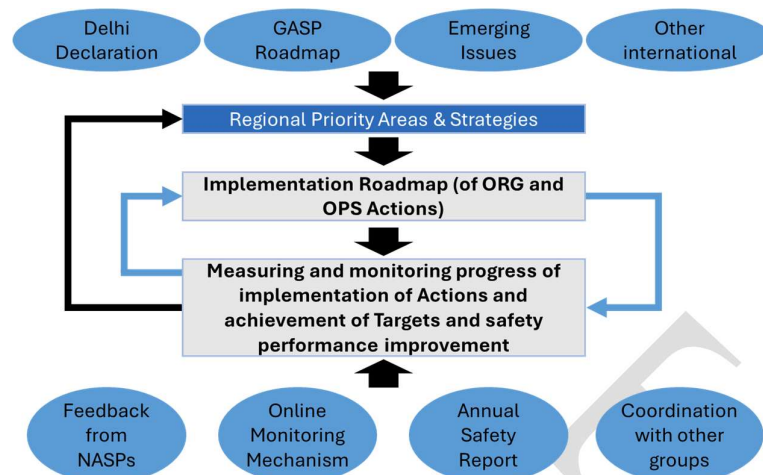 Delhi
Declaration
GASP
Roadmap
Emerging
Issues
Other
international
Regional Priority Areas & Strategies
Implementation Roadmap (of ORG and
OPS Actions)
Measuring and monitoring progress of
implementation of Actions and
achievement of Targets and safety
performance improvement
Feedback
from
NASPs
Online
Monitoring
Mechanism
Annual
Safety
Report
Coordination
with other
groups